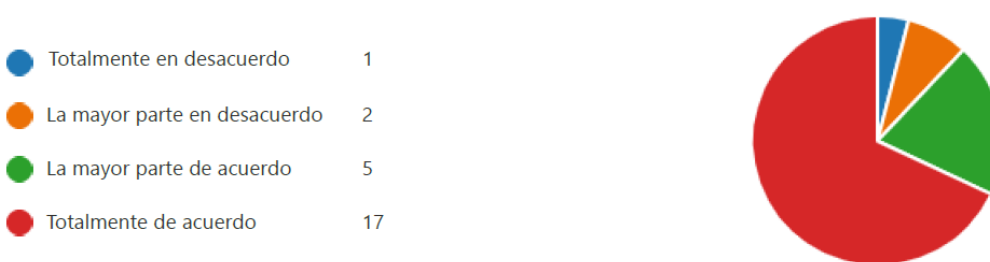 Totalmente en desacuerdo 1
La mayor parte en desacuerdo 2
La mayor parte de acuerdo 5
Totalmente de acuerdo 17